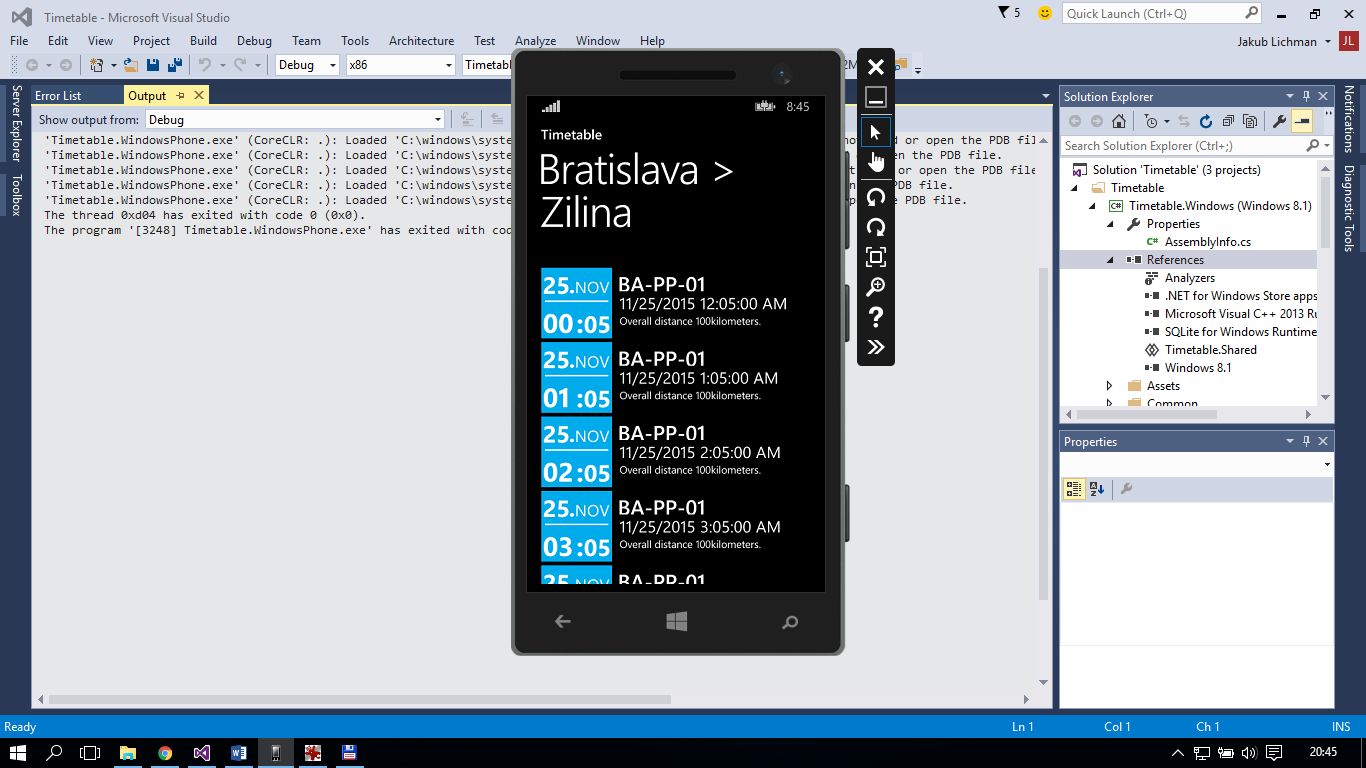 Timetable - Microsoft Visual Studio
5
Quick Launch (Ctrl+Q)
File Edit View Project Build Debug Team Tools Architecture Test Analyze Window Help
Jakub Lichman JL
Debug x86 Timetab
Server Explorer
Toolbox
Error List Output
Show output from: Debug
'Timetable.WindowsPhone.exe' (CoreCLR: .): Loaded 'C:\windows\syste
or open the PDB fil
'Timetable.WindowsPhone.exe' (CoreCLR: .): Loaded 'C:\windows\syste
en the PDB file.
'Timetable.WindowsPhone.exe' (CoreCLR: .): Loaded 'C:\windows\syste
or open the PDB file
'Timetable.WindowsPhone.exe' (CoreCLR: .): Loaded 'C:\windows\syste
PDB file.
'Timetable.WindowsPhone.exe' (CoreCLR: .): Loaded 'C:\windows\syste
PDB file.
The thread 0xd04 has exited with code 0 (0x0).
The program '[3248] Timetable.WindowsPhone.exe' has exited with cod
8:45
Timetable
Bratislava >
Zilina
25.NOV
00:05
BA-PP-01
11/25/2015 12:05:00 AM
Overall distance 100kilometers.
25.NOV
01:05
BA-PP-01
11/25/2015 1:05:00 AM
Overall distance 100kilometers.
25.NOV
02:05
BA-PP-01
11/25/2015 2:05:00 AM
Overall distance 100kilometers.
25.NOV
03:05
BA-PP-01
11/25/2015 3:05:00 AM
Overall distance 100kilometers.
25.NOV
BA-PP-01
Solution Explorer
Search Solution Explorer (Ctrl+;)
Solution 'Timetable' (3 projects)
Timetable
C# Timetable.Windows (Windows 8.1)
Properties
C# AssemblyInfo.cs
References
Analyzers
.NET for Windows Store apps
Microsoft Visual C++ 2013 Ru
SQLite for Windows Runtime
Timetable.Shared
Windows 8.1
Assets
Common
Properties
Notifications
Diagnostic Tools
Ready
Ln 1 Col 1 Ch 1 INS
20:45